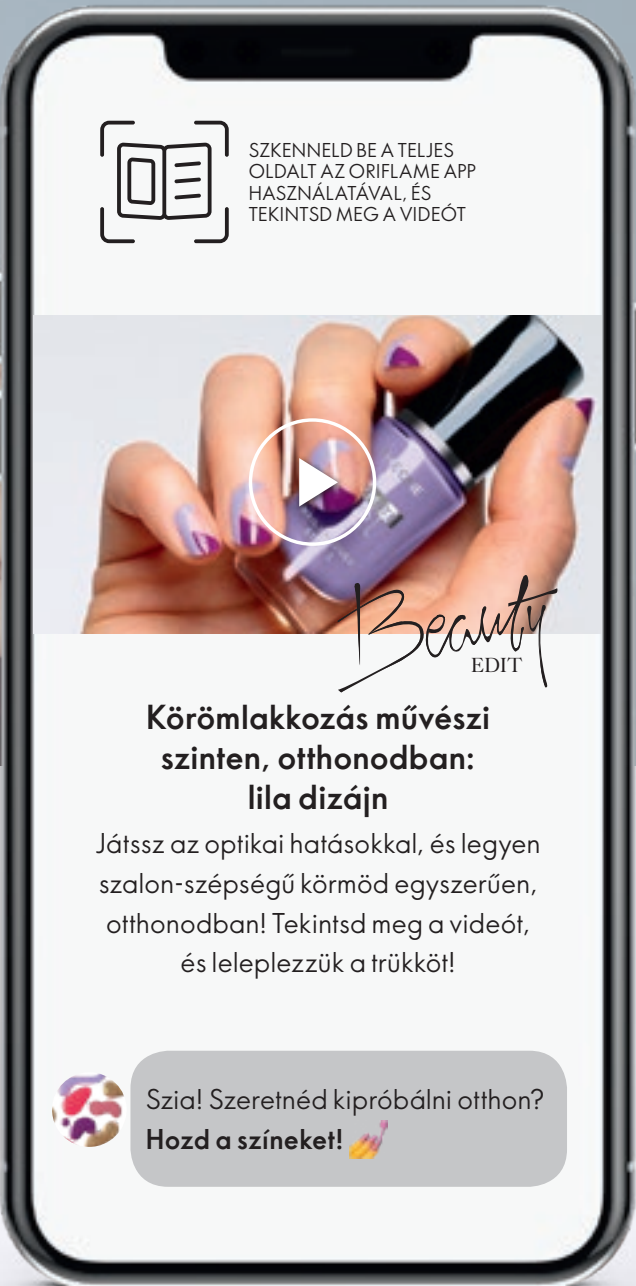 SZKENNELD BE A TELJES
OLDALT AZ ORIFLAME APP
HASZNÁLATÁVAL, ÉS
TEKINTSD MEG A VIDEÓT
Beauty
EDIT
Körömlakkozás művészi
szinten, otthonodban:
lila dizájn
Játssz az optikai hatásokkal, és legyen
szalon-szépségű körmöd egyszerűen,
otthonodban! Tekintsd meg a videót,
és leleplezzük a trükköt!
Szia! Szeretnéd kipróbálni otthon?
Hozd a színeket!